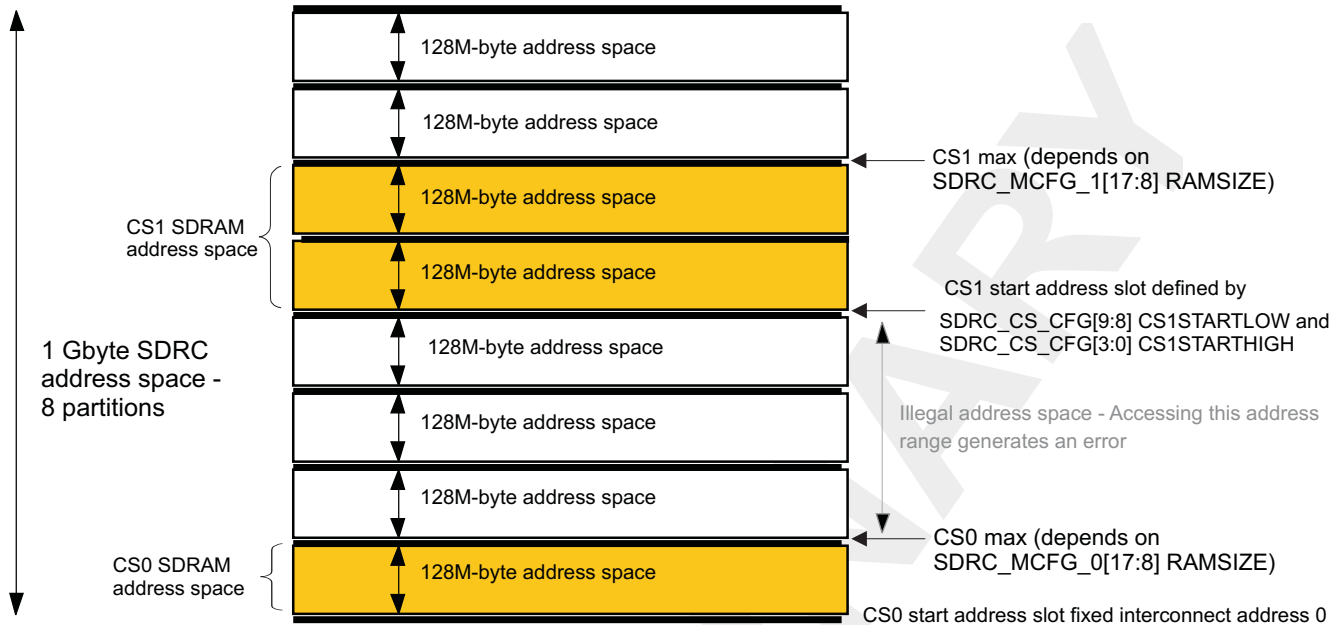 128M-byte address space
128M-byte address space
CS1 max (depends on
SDRC_MCFG_1[17:8] RAMSIZE)
128M-byte address space
CS1 SDRAM
address space
128M-byte address space
CS1 start address slot defined by
SDRC_CS_CFG[9:8] CS1STARTLOW and
SDRC_CS_CFG[3:0] CS1STARTHIGH
1 Gbyte SDRC
address space -
8 partitions
128M-byte address space
128M-byte address space
Illegal address space - Accessing this address
range generates an error
128M-byte address space
CS0 max (depends on
SDRC_MCFG_0[17:8] RAMSIZE)
CS0 SDRAM
address space
128M-byte address space
CS0 start address slot fixed interconnect address 0
NARY